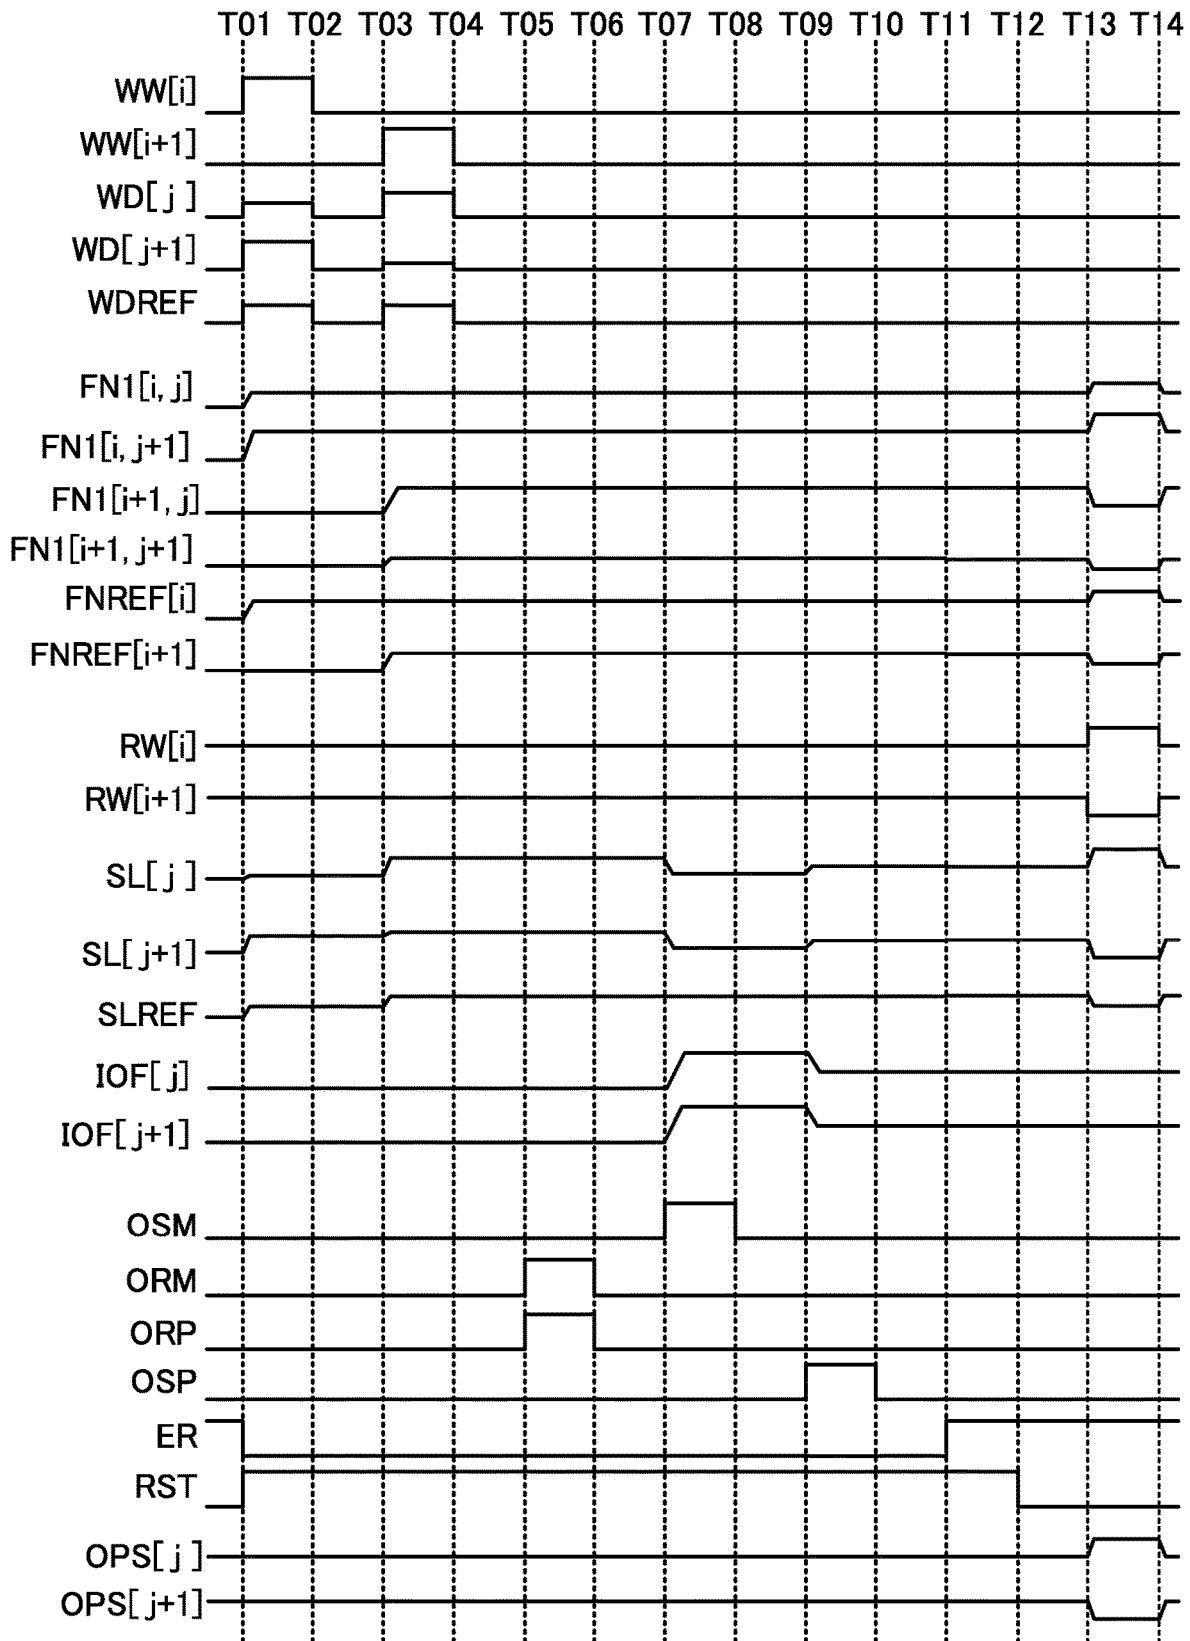 T01 T02 T03 T04 T05 T06 T07 T08 T09 T10 T11 T12 T13 T14
WW[i]
WW[i+1]
WD[ j ]
WD[ j+1]
WDREF
FN1[i, j]
FN1[i, j+1]
FN1[i+1, j]
FN1[i+1, j+1]
FNREF[i]
FNREF[i+1]
RW[i]
RW[i+1]
SL[ j ]
SL[ j+1]
SLREF
IOF[ j]
IOF[ j+1]
OSM
ORM
ORP
OSP
ER
RST
OPS[ j ]
OPS[ j+1]